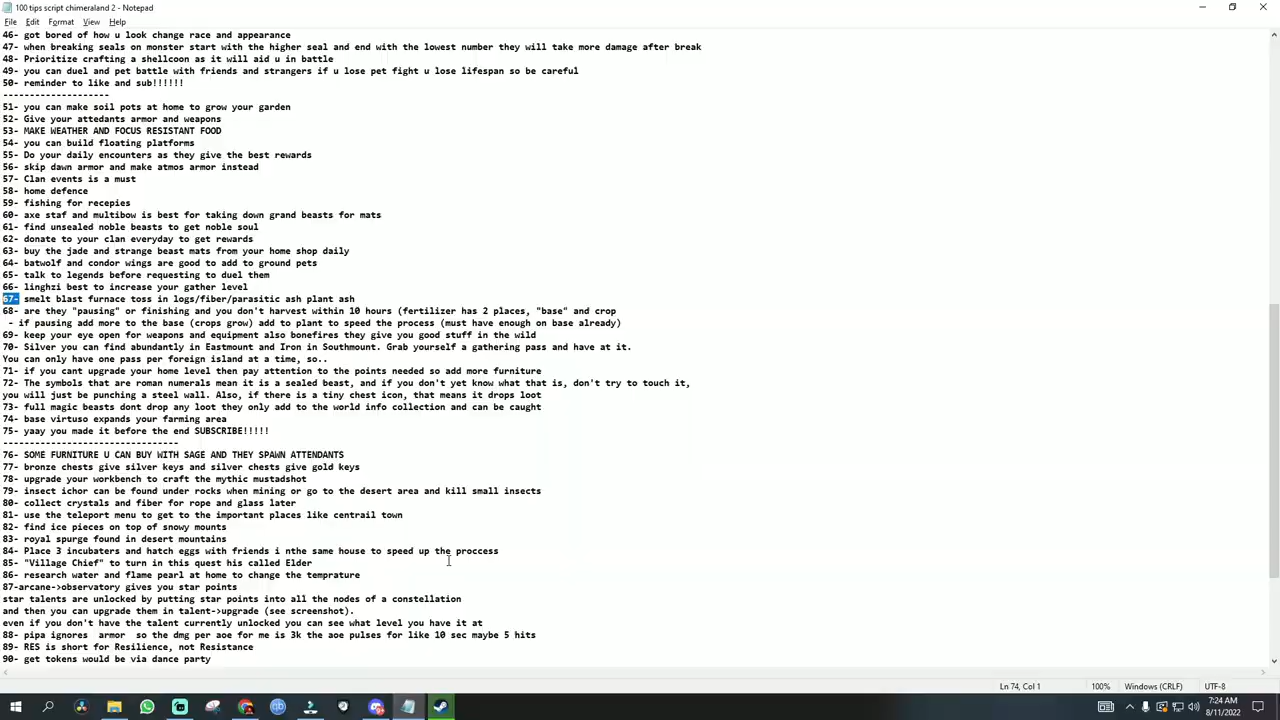 100 tips script chimeraland 2 - Notepad
File Edit Format View Help
46- got bored of how u look change race and appearance
47- when breaking seals on monster start with the higher seal and end with the lowest number they will take more damage after break
48- Prioritize crafting a shellcoon as it will aid u in battle
49- you can duel and pet battle with friends and strangers if u lose pet fight u lose lifespan so be careful
50- reminder to like and sub!!!!!!
--------------------
51- you can make soil pots at home to grow your garden
52- Give your attedants armor and weapons
53- MAKE WEATHER AND FOCUS RESISTANT FOOD
54- you can build floating platforms
55- Do your daily encounters as they give the best rewards
56- skip dawn armor and make atmos armor instead
57- Clan events is a must
58- home defence
59- fishing for recepies
60- axe staf and multibow is best for taking down grand beasts for mats
61- find unsealed noble beasts to get noble soul
62- donate to your clan everyday to get rewards
63- buy the jade and strange beast mats from your home shop daily
64- batwolf and condor wings are good to add to ground pets
65- talk to legends before requesting to duel them
66- linghzi best to increase your gather level
67- smelt blast furnace toss in logs/fiber/parasitic ash plant ash
68- are they "pausing" or finishing and you don't harvest within 10 hours (fertilizer has 2 places, "base" and crop
- if pausing add more to the base (crops grow) add to plant to speed the process (must have enough on base already)
69- keep your eye open for weapons and equipment also bonefires they give you good stuff in the wild
70- Silver you can find abundantly in Eastmount and Iron in Southmount. Grab yourself a gathering pass and have at it.
You can only have one pass per foreign island at a time, so..
71- if you cant upgrade your home level then pay attention to the points needed so add more furniture
72- The symbols that are roman numerals mean it is a sealed beast, and if you don't yet know what that is, don't try to touch it,
you will just be punching a steel wall. Also, if there is a tiny chest icon, that means it drops loot
73- full magic beasts dont drop any loot they only add to the world info collection and can be caught
74- base virtuso expands your farming area
75- yaay you made it before the end SUBSCRIBE!!!!!
---------------------------------
76- SOME FURNITURE U CAN BUY WITH SAGE AND THEY SPAWN ATTENDANTS
77- bronze chests give silver keys and silver chests give gold keys
78- upgrade your workbench to craft the mythic mustadshot
79- insect ichor can be found under rocks when mining or go to the desert area and kill small insects
80- collect crystals and fiber for rope and glass later
81- use the teleport menu to get to the important places like centrail town
82- find ice pieces on top of snowy mounts
83- royal spurge found in desert mountains
84- Place 3 incubaters and hatch eggs with friends i nthe same house to speed up the proccess
85- "Village Chief" to turn in this quest his called Elder
86- research water and flame pearl at home to change the temprature
87-arcane->observatory gives you star points
star talents are unlocked by putting star points into all the nodes of a constellation
and then you can upgrade them in talent->upgrade (see screenshot).
even if you don't have the talent currently unlocked you can see what level you have it at
88- pipa ignores  armor  so the dmg per aoe for me is 3k the aoe pulses for like 10 sec maybe 5 hits
89- RES is short for Resilience, not Resistance
90- get tokens would be via dance party
Ln 74, Col 1 100% Windows (CRLF) UTF-8
7:24 AM
8/11/2022